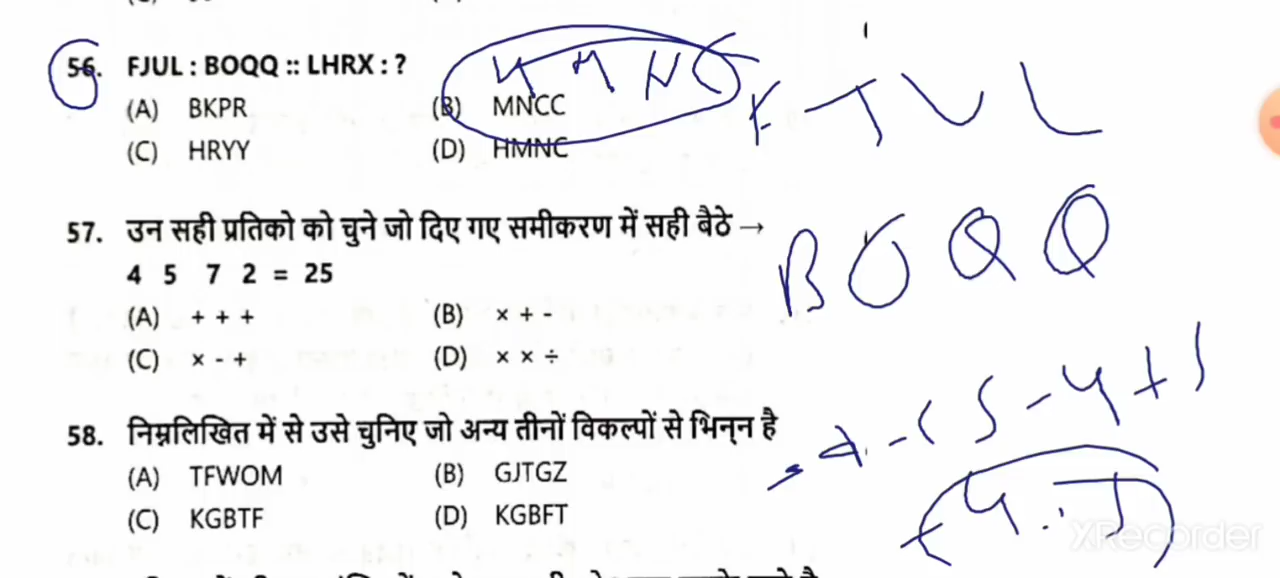 56. FJUL : BOQQ :: LHRX : ?
(A) BKPR (B) MNCC
(C) HRYY (D) HMNC
JUL
BOQQ
57. उन सही प्रतिको को चुने जो दिए गए समीकरण में सही बैठे →
4 5 7 2 = 25
(A) + + + (B) × + -
(C) × - + (D) × × ÷
58. निम्नलिखित में से उसे चुनिए जो अन्य तीनों विकल्पों से भिन्न है
(A) TFWOM (B) GJTGZ
(C) KGBTF (D) KGBFT
XRecorder